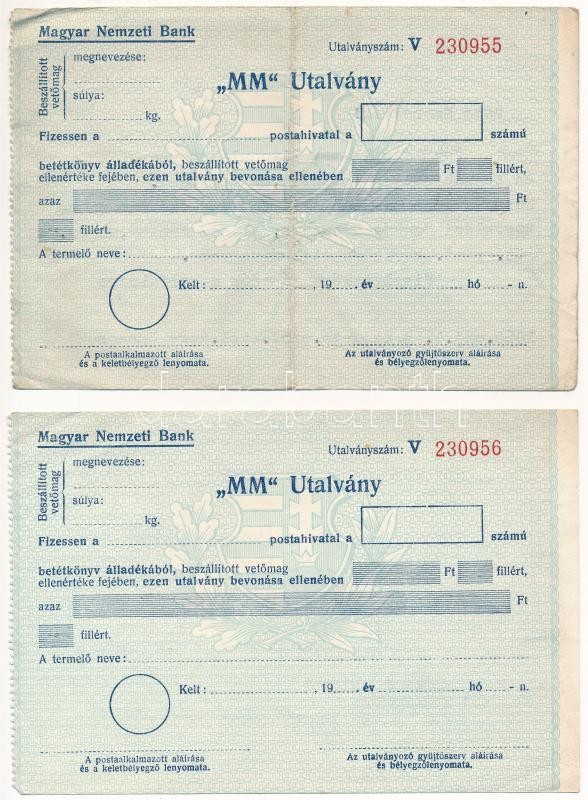 Magyar Nemzeti Bank
Utalványszám: V 230955
Beszállított vetőmag
megnevezése:
súlya:
kg.
„MM“ Utalvány
Fizessen a postahivatal a számú
betétkönyv álladékából, beszállított vetőmag
ellenértéke fejében, ezen utalvány bevonása ellenében Ft fillért,
azaz Ft
fillért.
A termelő neve:
Kelt: , 19 év hó - n.
A postaalkalmazott aláírása
és a keletbélyegző lenyomata.
Az utalványozó gyüjtőszerv aláírása
és bélyegzőlenyomata.
darabanth
Magyar Nemzeti Bank
Utalványszám: V 230956
Beszállított vetőmag
megnevezése:
súlya:
kg.
„MM“ Utalvány
Fizessen a postahivatal a számú
betétkönyv álladékából, beszállított vetőmag
ellenértéke fejében, ezen utalvány bevonása ellenében Ft fillért,
azaz Ft
fillért.
A termelő neve:
Kelt: , 19 év hó - n.
A postaalkalmazott aláírása
és a keletbélyegző lenyomata.
Az utalványozó gyüjtőszerv aláírása
és bélyegzőlenyomata.